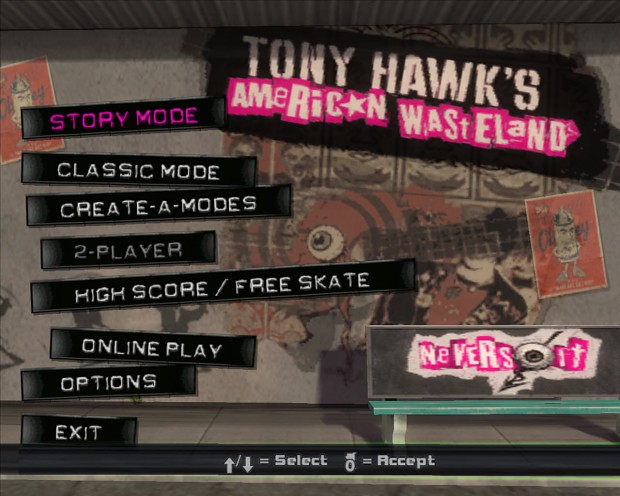 TONY HAWK'S
AMERICAN WASTELAND
STORY MODE
CLASSIC MODE
CREATE-A-MODES
2-PLAYER
HIGH SCORE / FREE SKATE
ONLINE PLAY
OPTIONS
EXIT
NEVERSOFT
↑/↓ = Select 0 = Accept